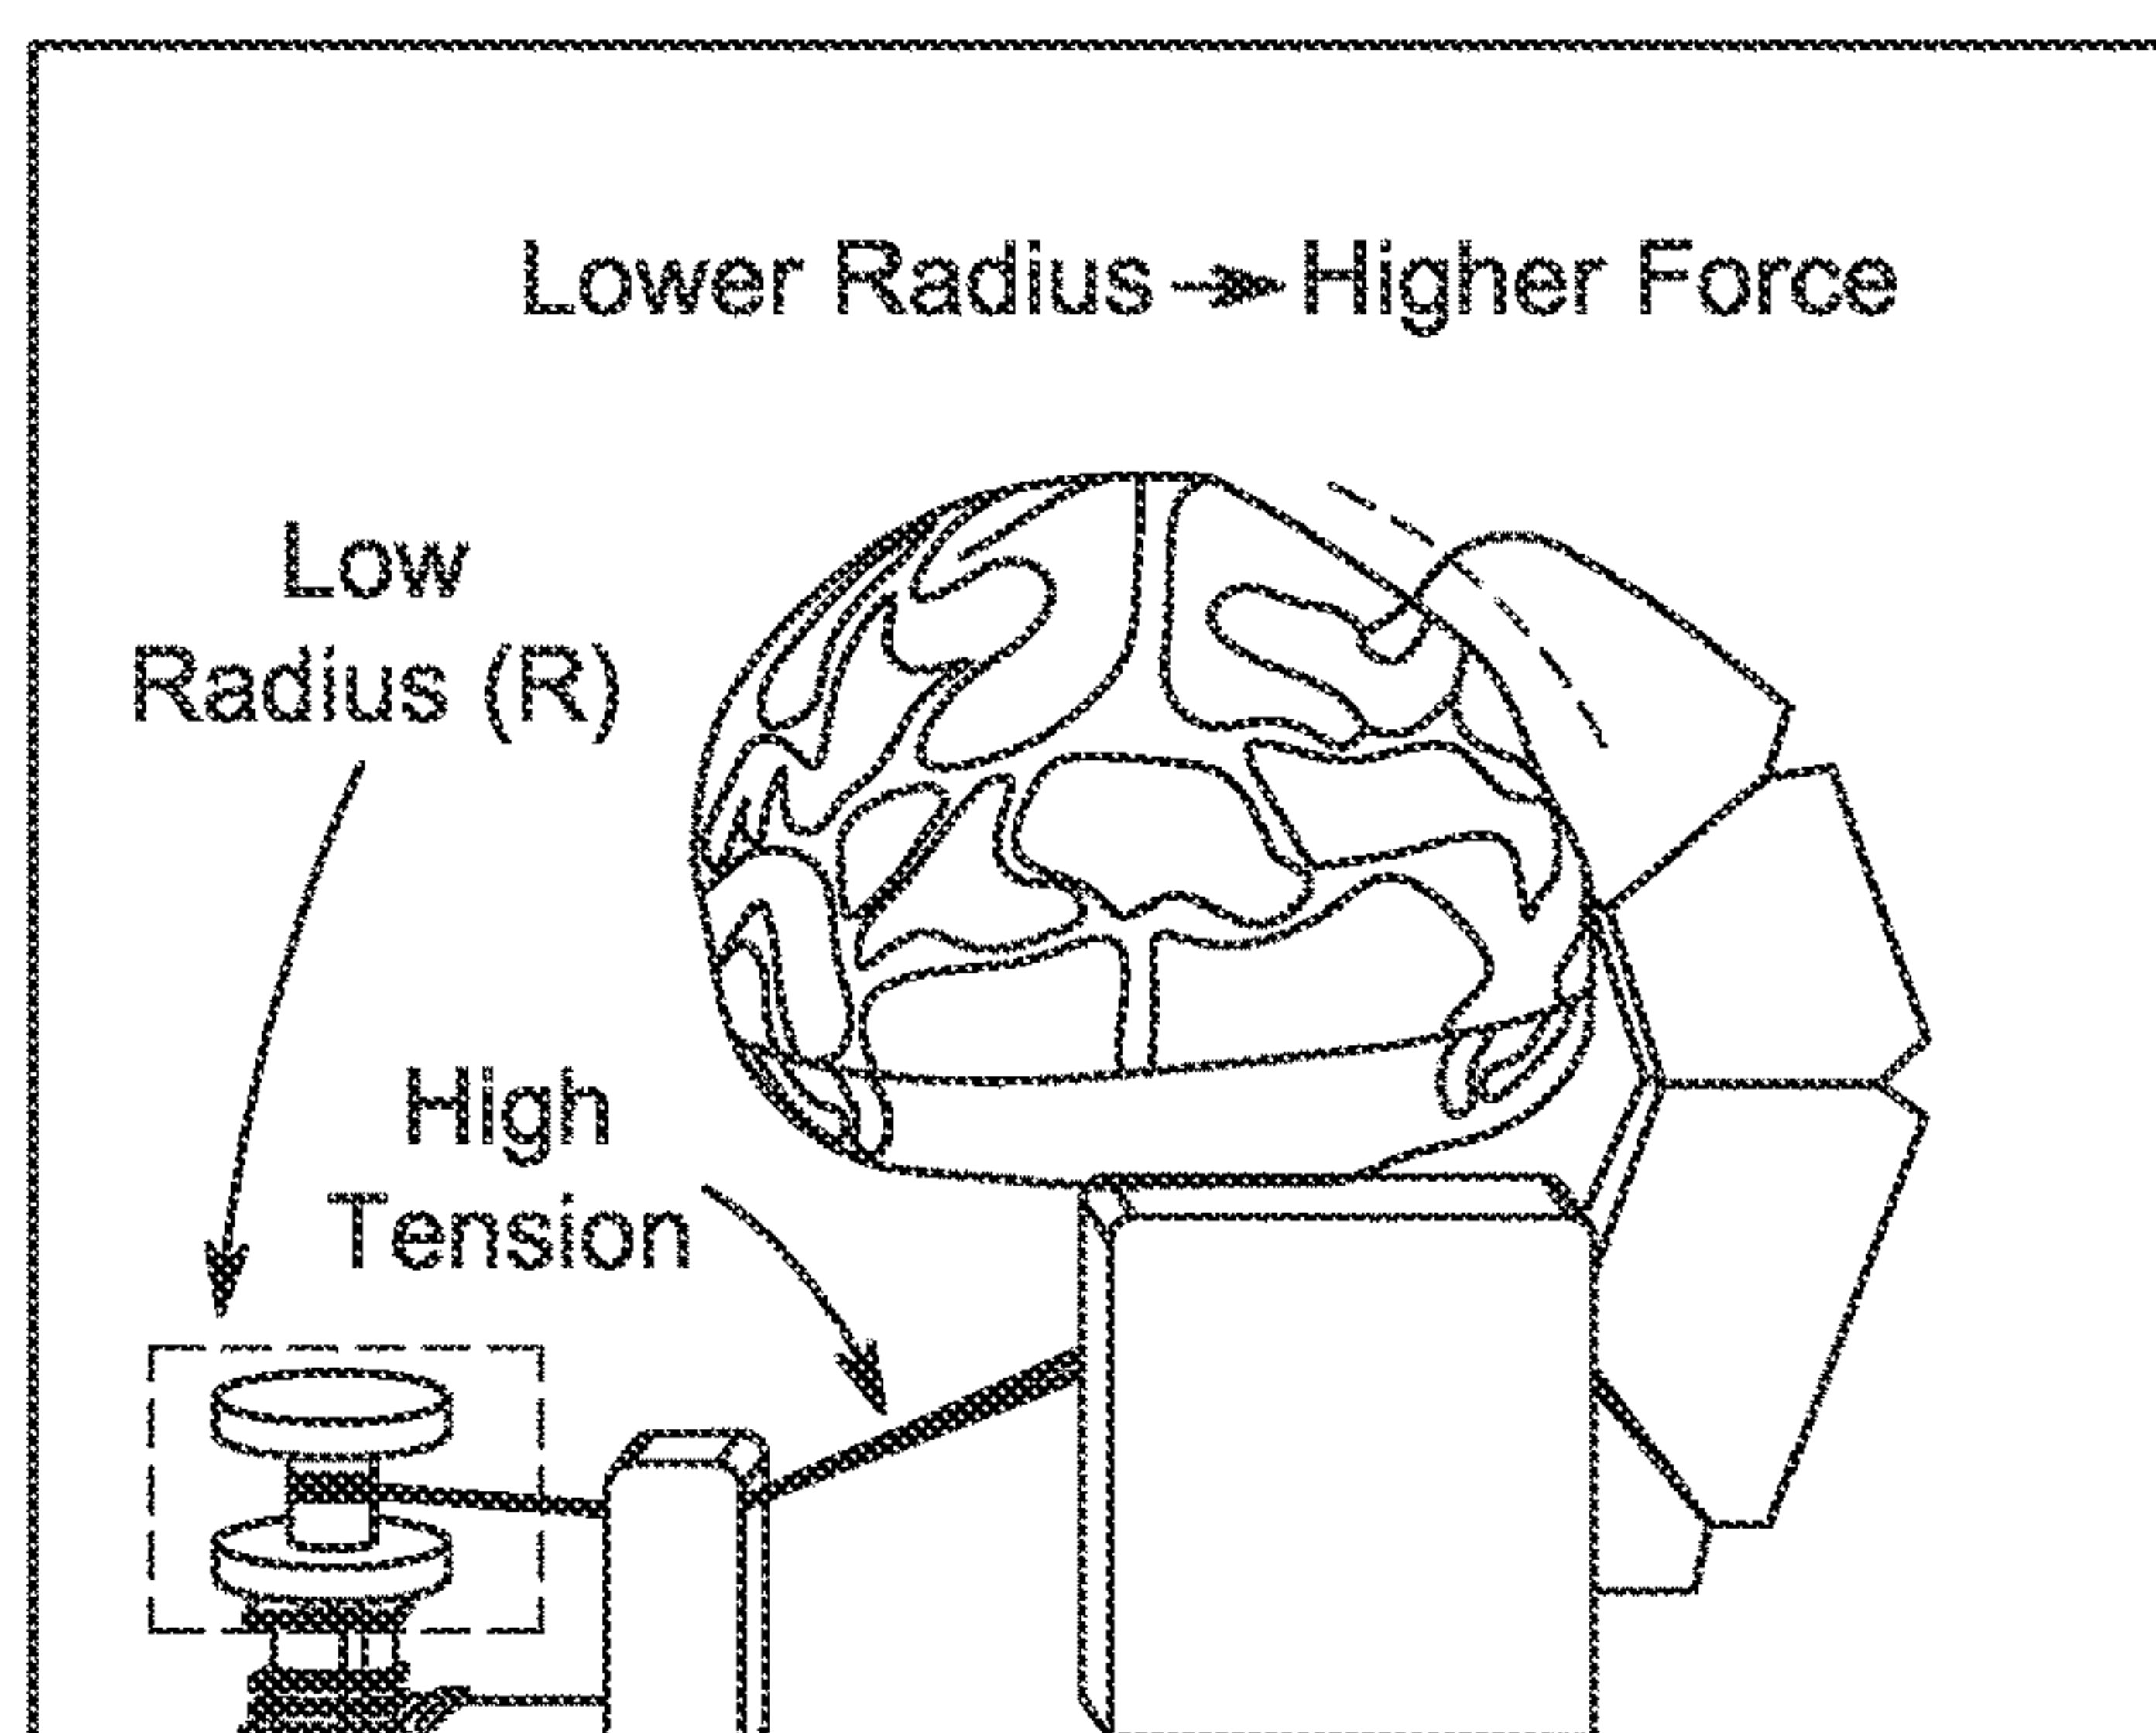 Lower Radius → Higher Force
Low
Radius (R)
High
Tension